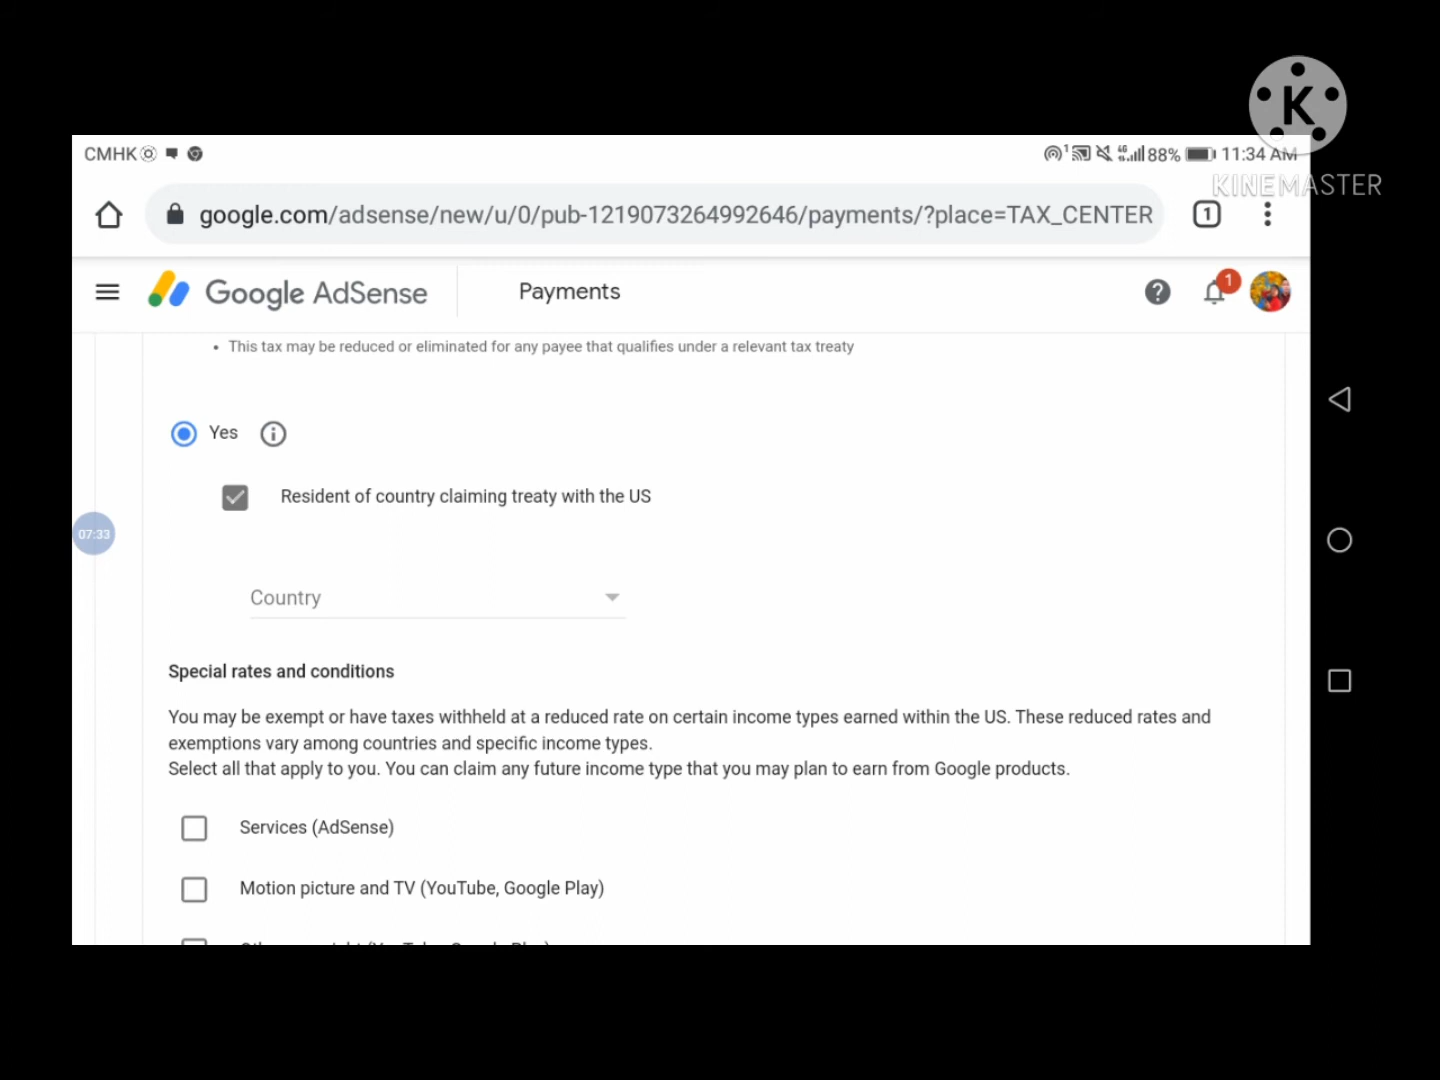 CMHK 1 4G 88% 11:34 AM
K
KINEMASTER
google.com/adsense/new/u/0/pub-1219073264992646/payments/?place=TAX_CENTER 1
Google AdSense Payments 1
• This tax may be reduced or eliminated for any payee that qualifies under a relevant tax treaty
Yes
Resident of country claiming treaty with the US
07:33
Country
Special rates and conditions
You may be exempt or have taxes withheld at a reduced rate on certain income types earned within the US. These reduced rates and
exemptions vary among countries and specific income types.
Select all that apply to you. You can claim any future income type that you may plan to earn from Google products.
Services (AdSense)
Motion picture and TV (YouTube, Google Play)